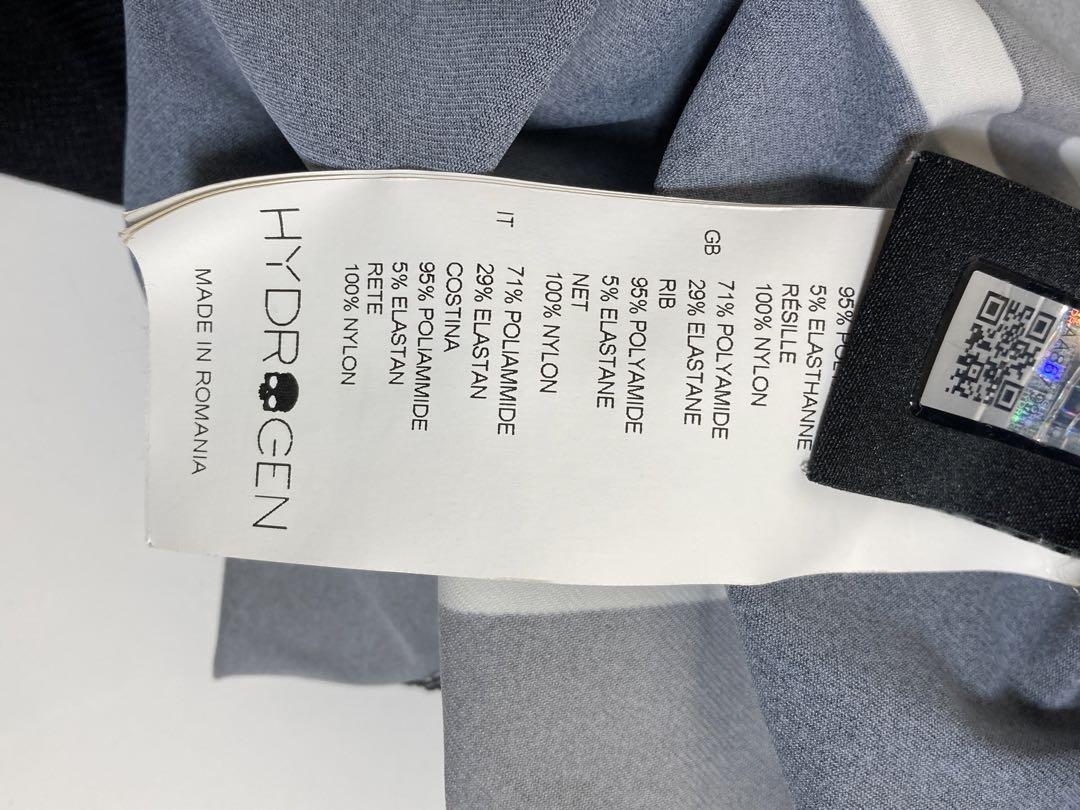 5% ELASTHANNE
RÉSILLE
100% NYLON
GB
71% POLYAMIDE
29% ELASTANE
RIB
95% POLYAMIDE
5% ELASTANE
NET
100% NYLON
IT
71% POLIAMMIDE
29% ELASTAN
COSTINA
95% POLIAMMIDE
5% ELASTAN
RETE
100% NYLON
HYDROGEN
MADE IN ROMANIA